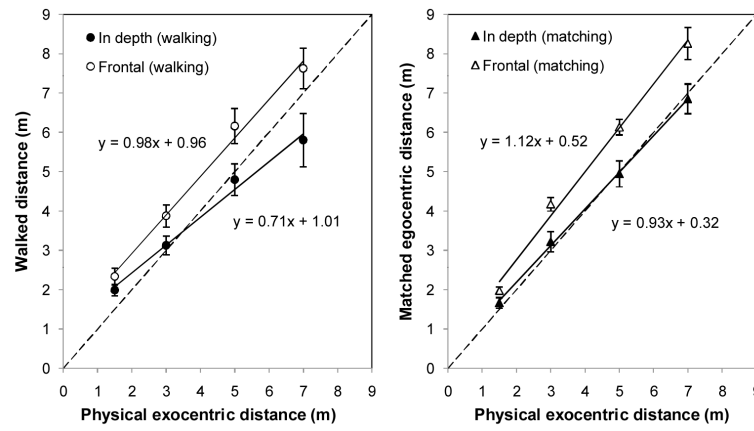 9
8
7
6
5
4
3
2
1
0
Walked distance (m)
In depth (walking)
Frontal (walking)
y = 0.98x + 0.96
y = 0.71x + 1.01
0 1 2 3 4 5 6 7 8 9
Physical exocentric distance (m)
9
8
7
6
5
4
3
2
1
0
Matched egocentric distance (m)
In depth (matching)
Frontal (matching)
y = 1.12x + 0.52
y = 0.93x + 0.32
0 1 2 3 4 5 6 7 8 9
Physical exocentric distance (m)